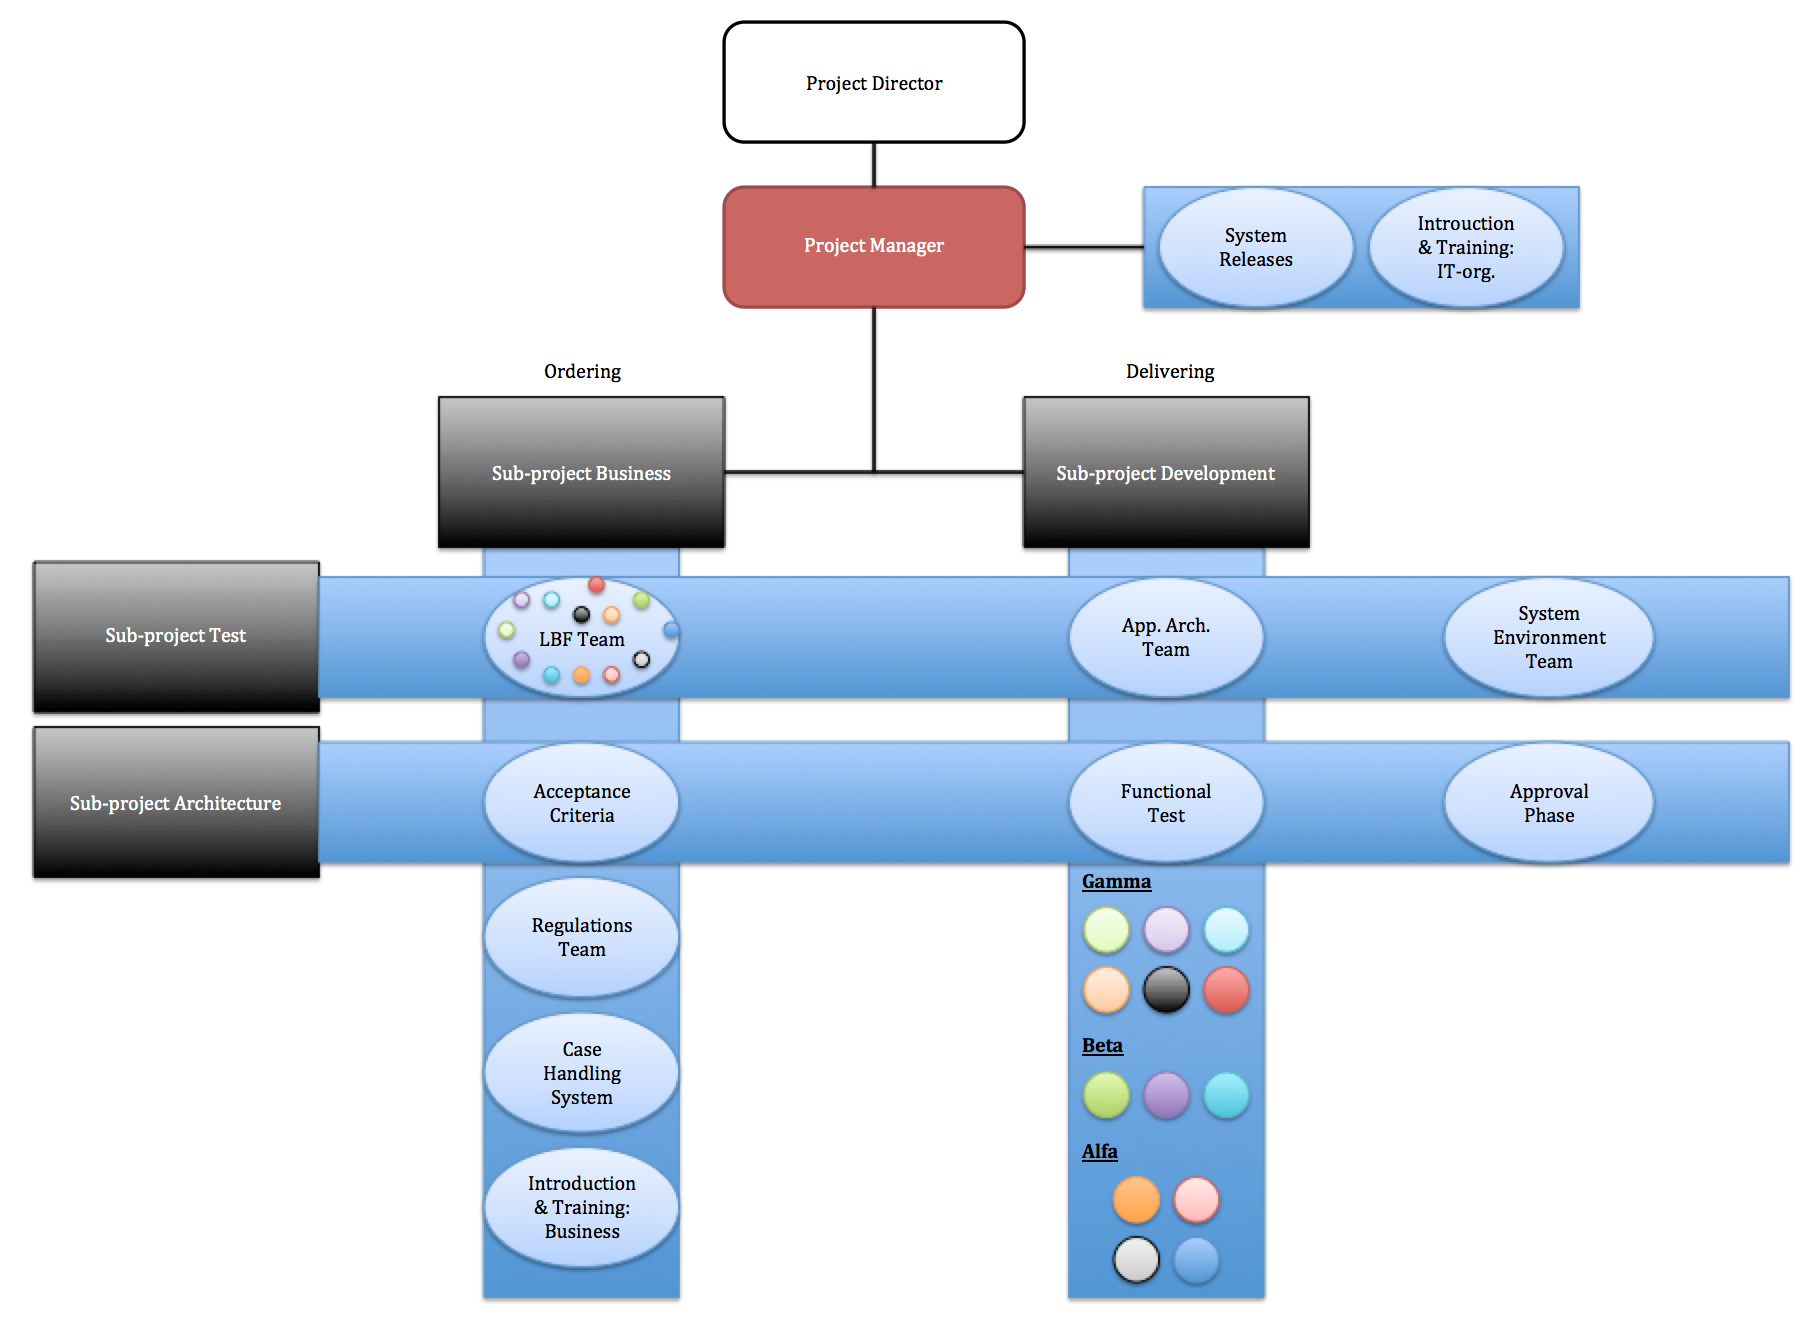 Project Director
Project Manager
System
Releases
Introuction
& Training:
IT-org.
Ordering
Delivering
Sub-project Business
Sub-project Development
Sub-project Test
LBF Team
App. Arch.
Team
System
Environment
Team
Sub-project Architecture
Acceptance
Criteria
Functional
Test
Approval
Phase
Regulations
Team
Case
Handling
System
Introduction
& Training:
Business
Gamma
Beta
Alfa